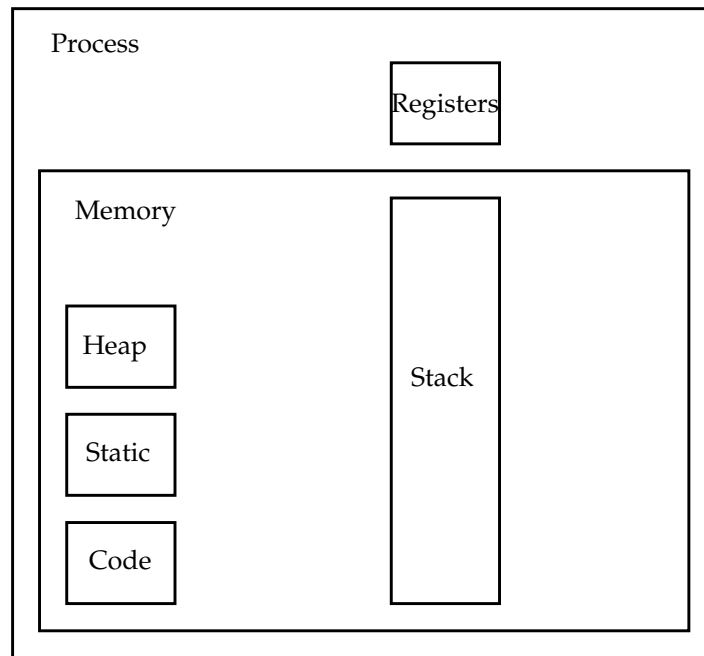 Process
Registers
Memory
Heap
Stack
Static
Code